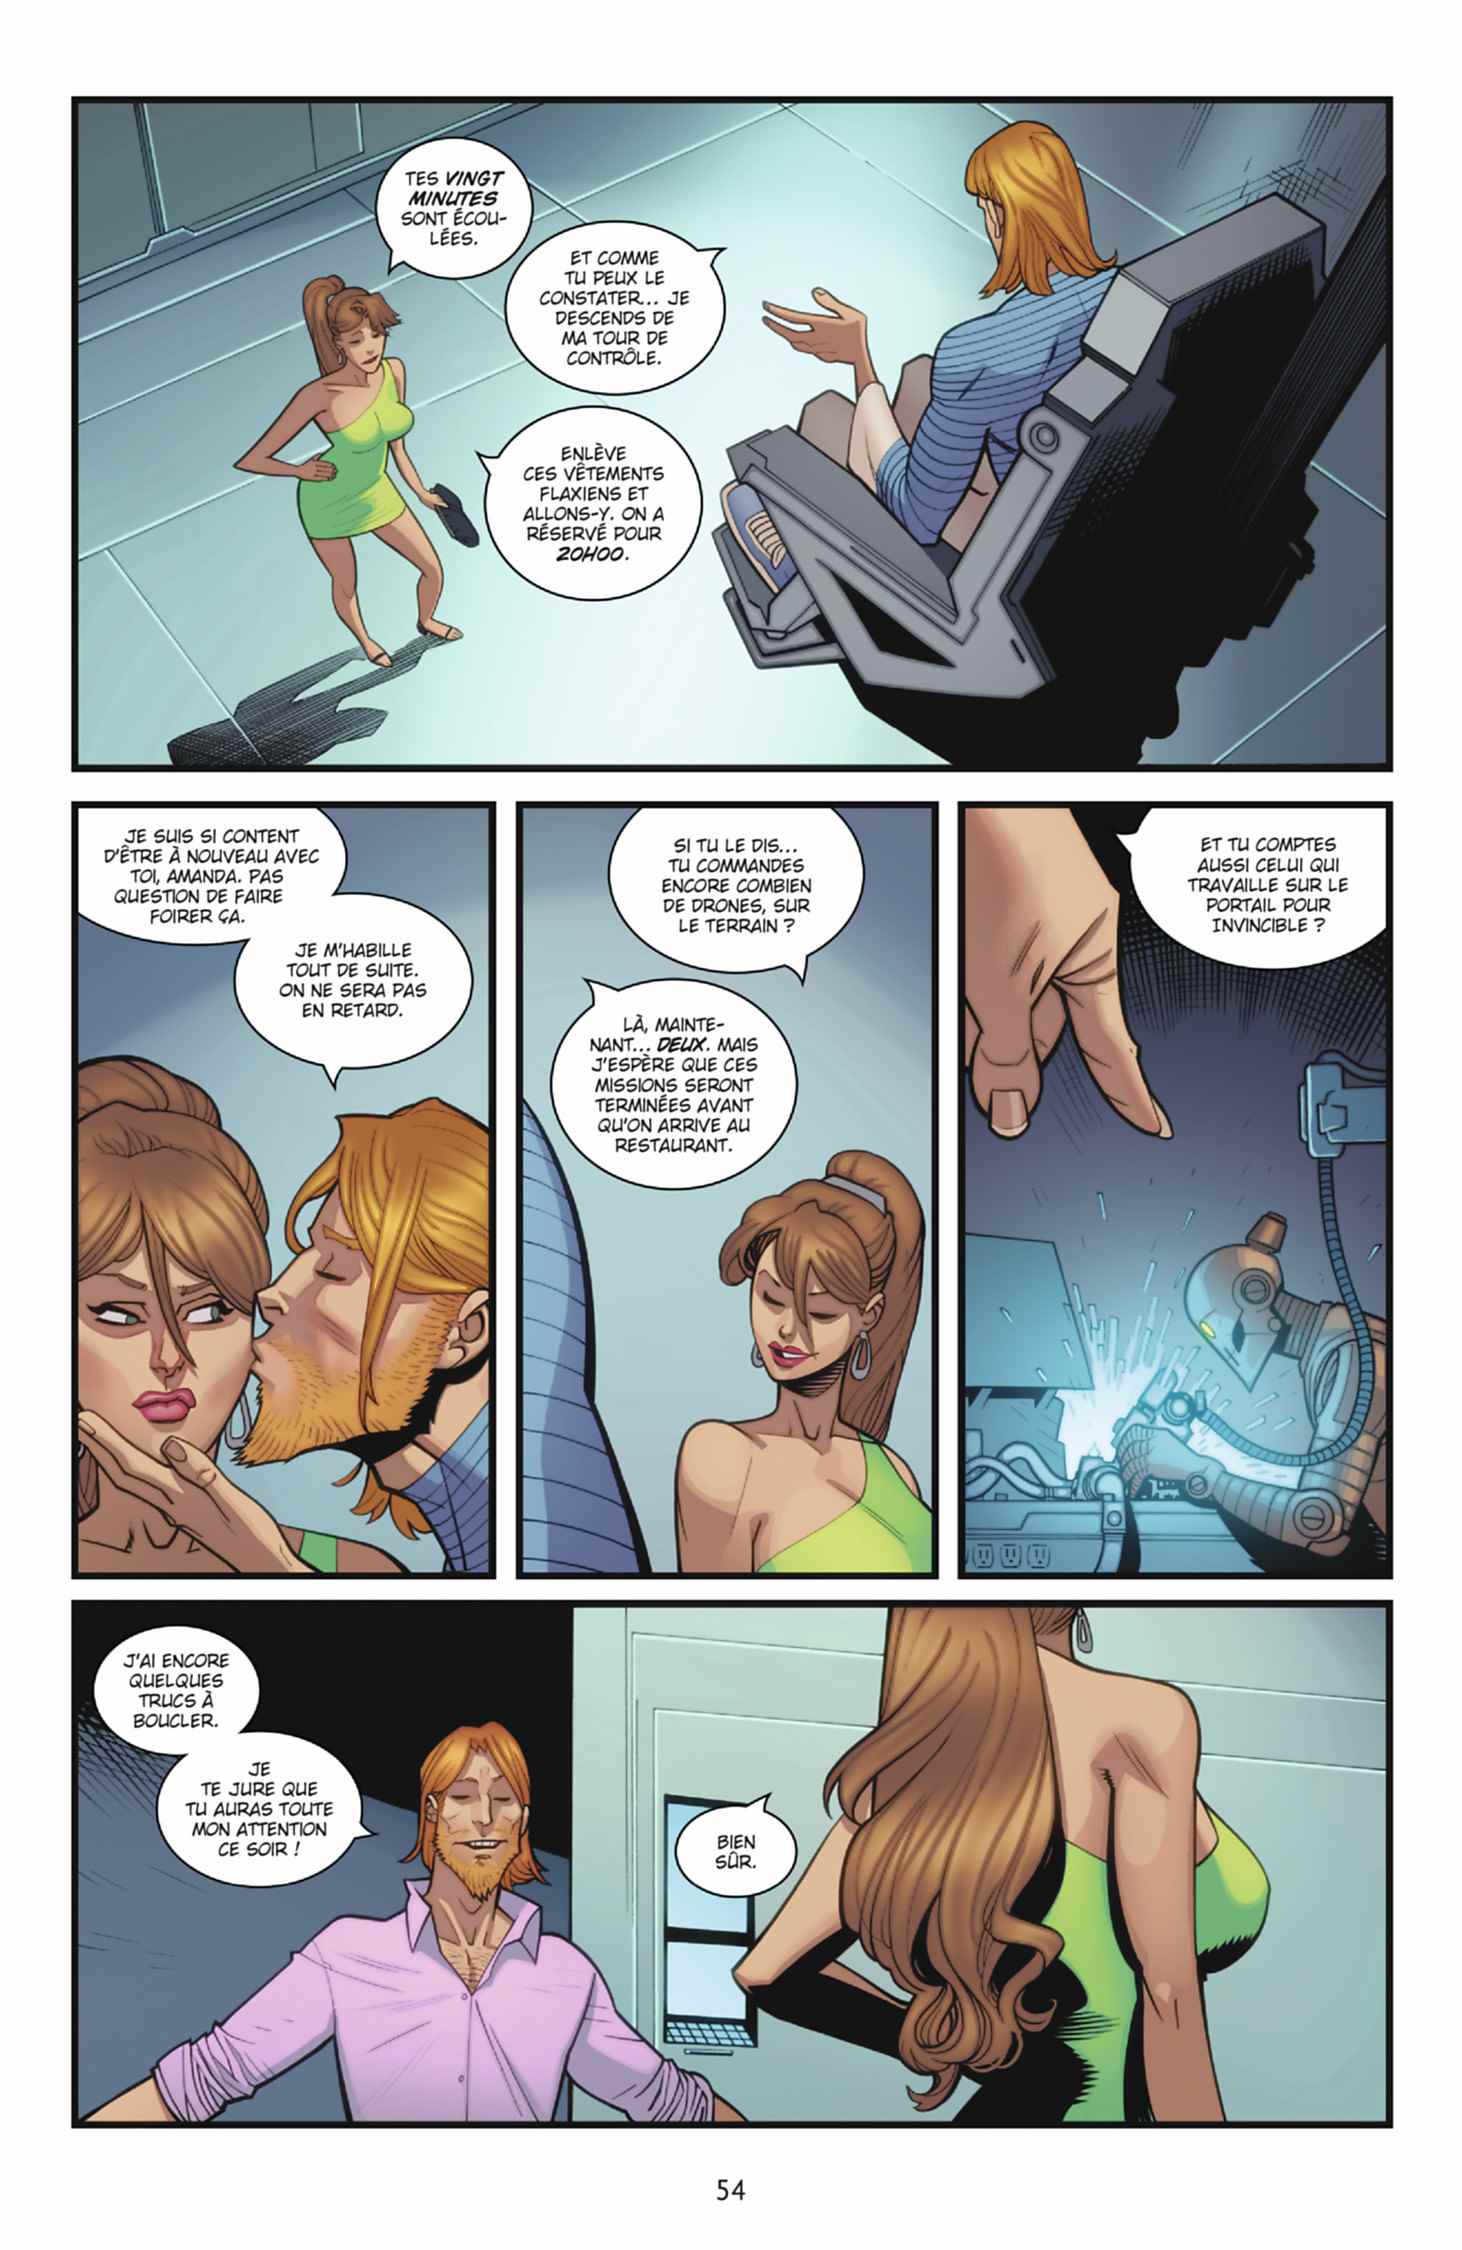 TES VINGT
MINUTES
SONT ÉCOU-
LÉES.
ET COMME
TU PEUX LE
CONSTATER... JE
DESCENDS DE
MA TOUR DE
CONTRÔLE.
ENLÈVE
CES VÊTEMENTS
FLAXIENS ET
ALLONS-Y. ON A
RÉSERVÉ POUR
20H00.
JE SUIS SI CONTENT
D'ÊTRE À NOUVEAU AVEC
TOI, AMANDA. PAS
QUESTION DE FAIRE
FOIRER ÇA.
JE M'HABILLE
TOUT DE SUITE.
ON NE SERA PAS
EN RETARD.
SI TU LE DIS...
TU COMMANDES
ENCORE COMBIEN
DE DRONES, SUR
LE TERRAIN ?
LÀ, MAINTE-
NANT... DEUX. MAIS
J'ESPÈRE QUE CES
MISSIONS SERONT
TERMINÉES AVANT
QU'ON ARRIVE AU
RESTAURANT.
ET TU COMPTES
AUSSI CELUI QUI
TRAVAILLE SUR LE
PORTAIL POUR
INVINCIBLE ?
J'AI ENCORE
QUELQUES
TRUCS À
BOUCLER.
JE
TE JURE QUE
TU AURAS TOUTE
MON ATTENTION
CE SOIR !
BIEN
SÛR.
54